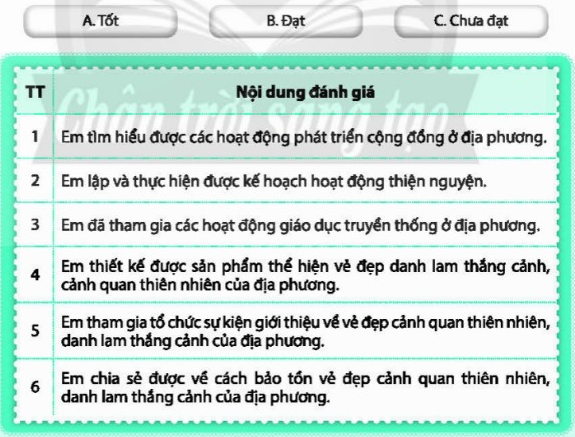 A. Tốt
B. Đạt
C. Chưa đạt
TT
Nội dung đánh giá
Chân trời sáng tạo
1
Em tìm hiểu được các hoạt động phát triển cộng đồng ở địa phương.
2
Em lập và thực hiện được kế hoạch hoạt động thiện nguyện.
3
Em đã tham gia các hoạt động giáo dục truyền thống ở địa phương.
4
Em thiết kế được sản phẩm thể hiện vẻ đẹp danh lam thắng cảnh,
cảnh quan thiên nhiên của địa phương.
5
Em tham gia tổ chức sự kiện giới thiệu về vẻ đẹp cảnh quan thiên nhiên,
danh lam thắng cảnh của địa phương.
6
Em chia sẻ được về cách bảo tồn vẻ đẹp cảnh quan thiên nhiên,
danh lam thắng cảnh của địa phương.